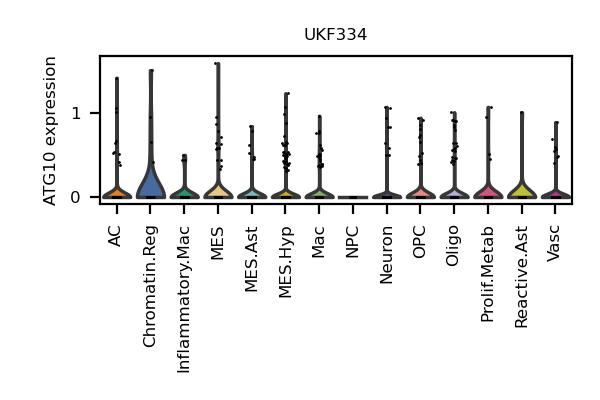 UKF334
ATG10 expression
1
0
AC
Chromatin.Reg
Inflammatory.Mac
MES
MES.Ast
MES.Hyp
Mac
NPC
Neuron
OPC
Oligo
Prolif.Metab
Reactive.Ast
Vasc